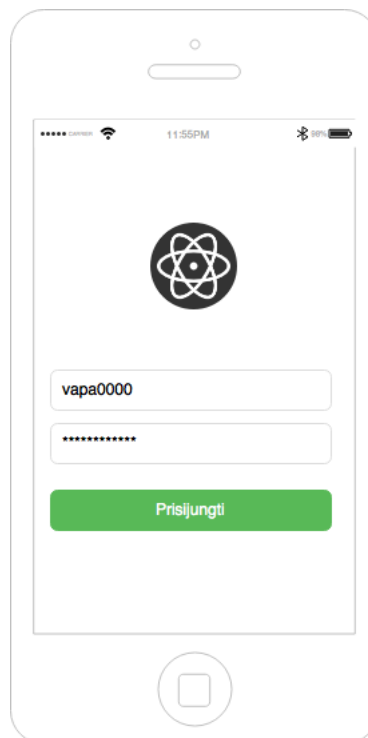 CARRIER 11:55PM 98%
vapa0000
************
Prisijungti